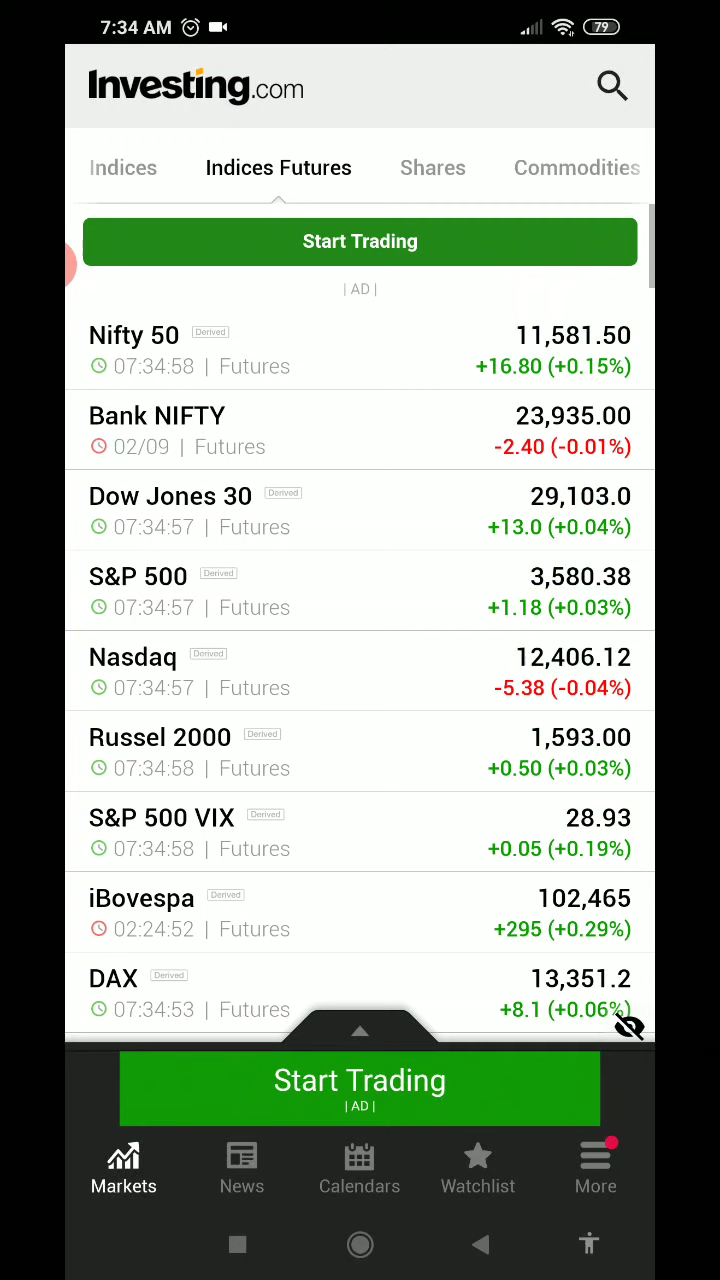 7:34 AM 79
Investing.com
Indices Indices Futures Shares Commodities
Start Trading
| AD |
Nifty 50 Derived 11,581.50
07:34:58 | Futures +16.80 (+0.15%)
Bank NIFTY 23,935.00
02/09 | Futures -2.40 (-0.01%)
Dow Jones 30 Derived 29,103.0
07:34:57 | Futures +13.0 (+0.04%)
S&P 500 Derived 3,580.38
07:34:57 | Futures +1.18 (+0.03%)
Nasdaq Derived 12,406.12
07:34:57 | Futures -5.38 (-0.04%)
Russel 2000 Derived 1,593.00
07:34:58 | Futures +0.50 (+0.03%)
S&P 500 VIX Derived 28.93
07:34:58 | Futures +0.05 (+0.19%)
iBovespa Derived 102,465
02:24:52 | Futures +295 (+0.29%)
DAX Derived 13,351.2
07:34:53 | Futures +8.1 (+0.06%)
Start Trading
| AD |
Markets News Calendars Watchlist More